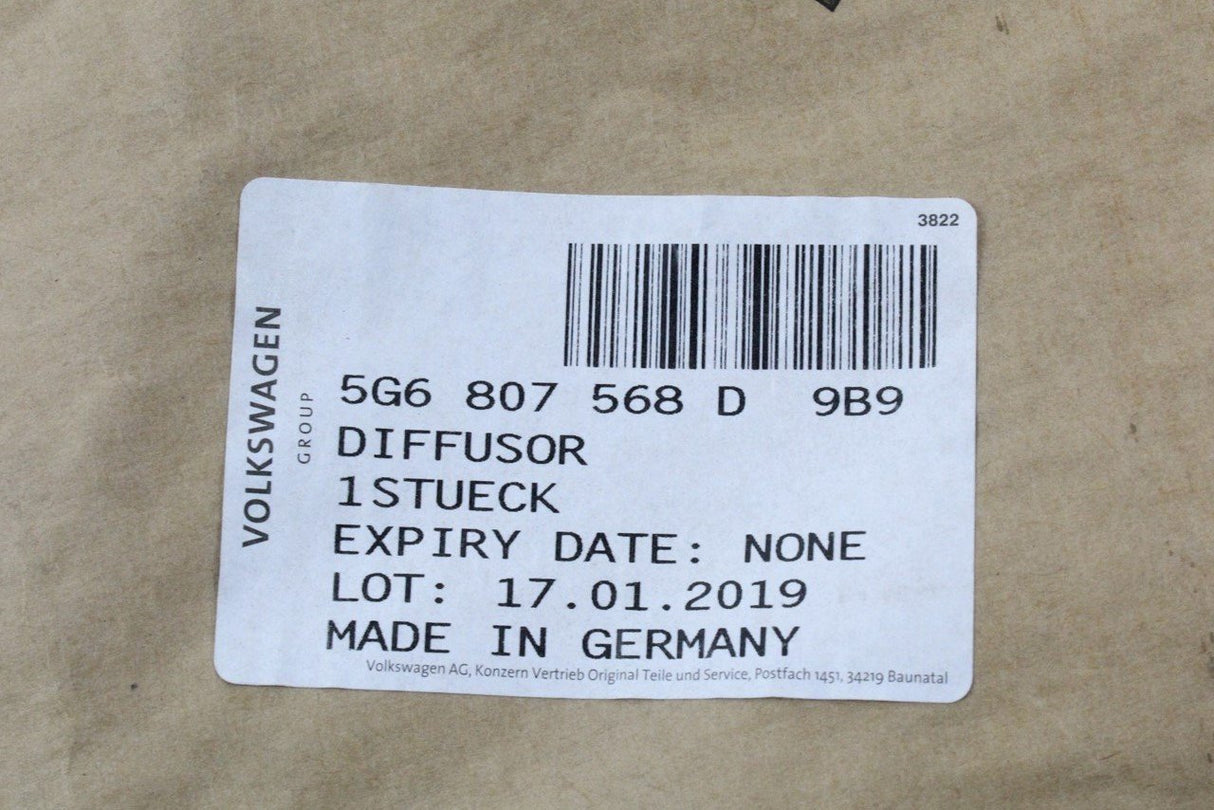 3822
VOLKSWAGEN
GROUP
5G6 807 568 D 9B9
DIFFUSOR
1STUECK
EXPIRY DATE: NONE
LOT: 17.01.2019
MADE IN GERMANY
Volkswagen AG, Konzern Vertrieb Original Teile und Service, Postfach 1451, 34219 Baunatal